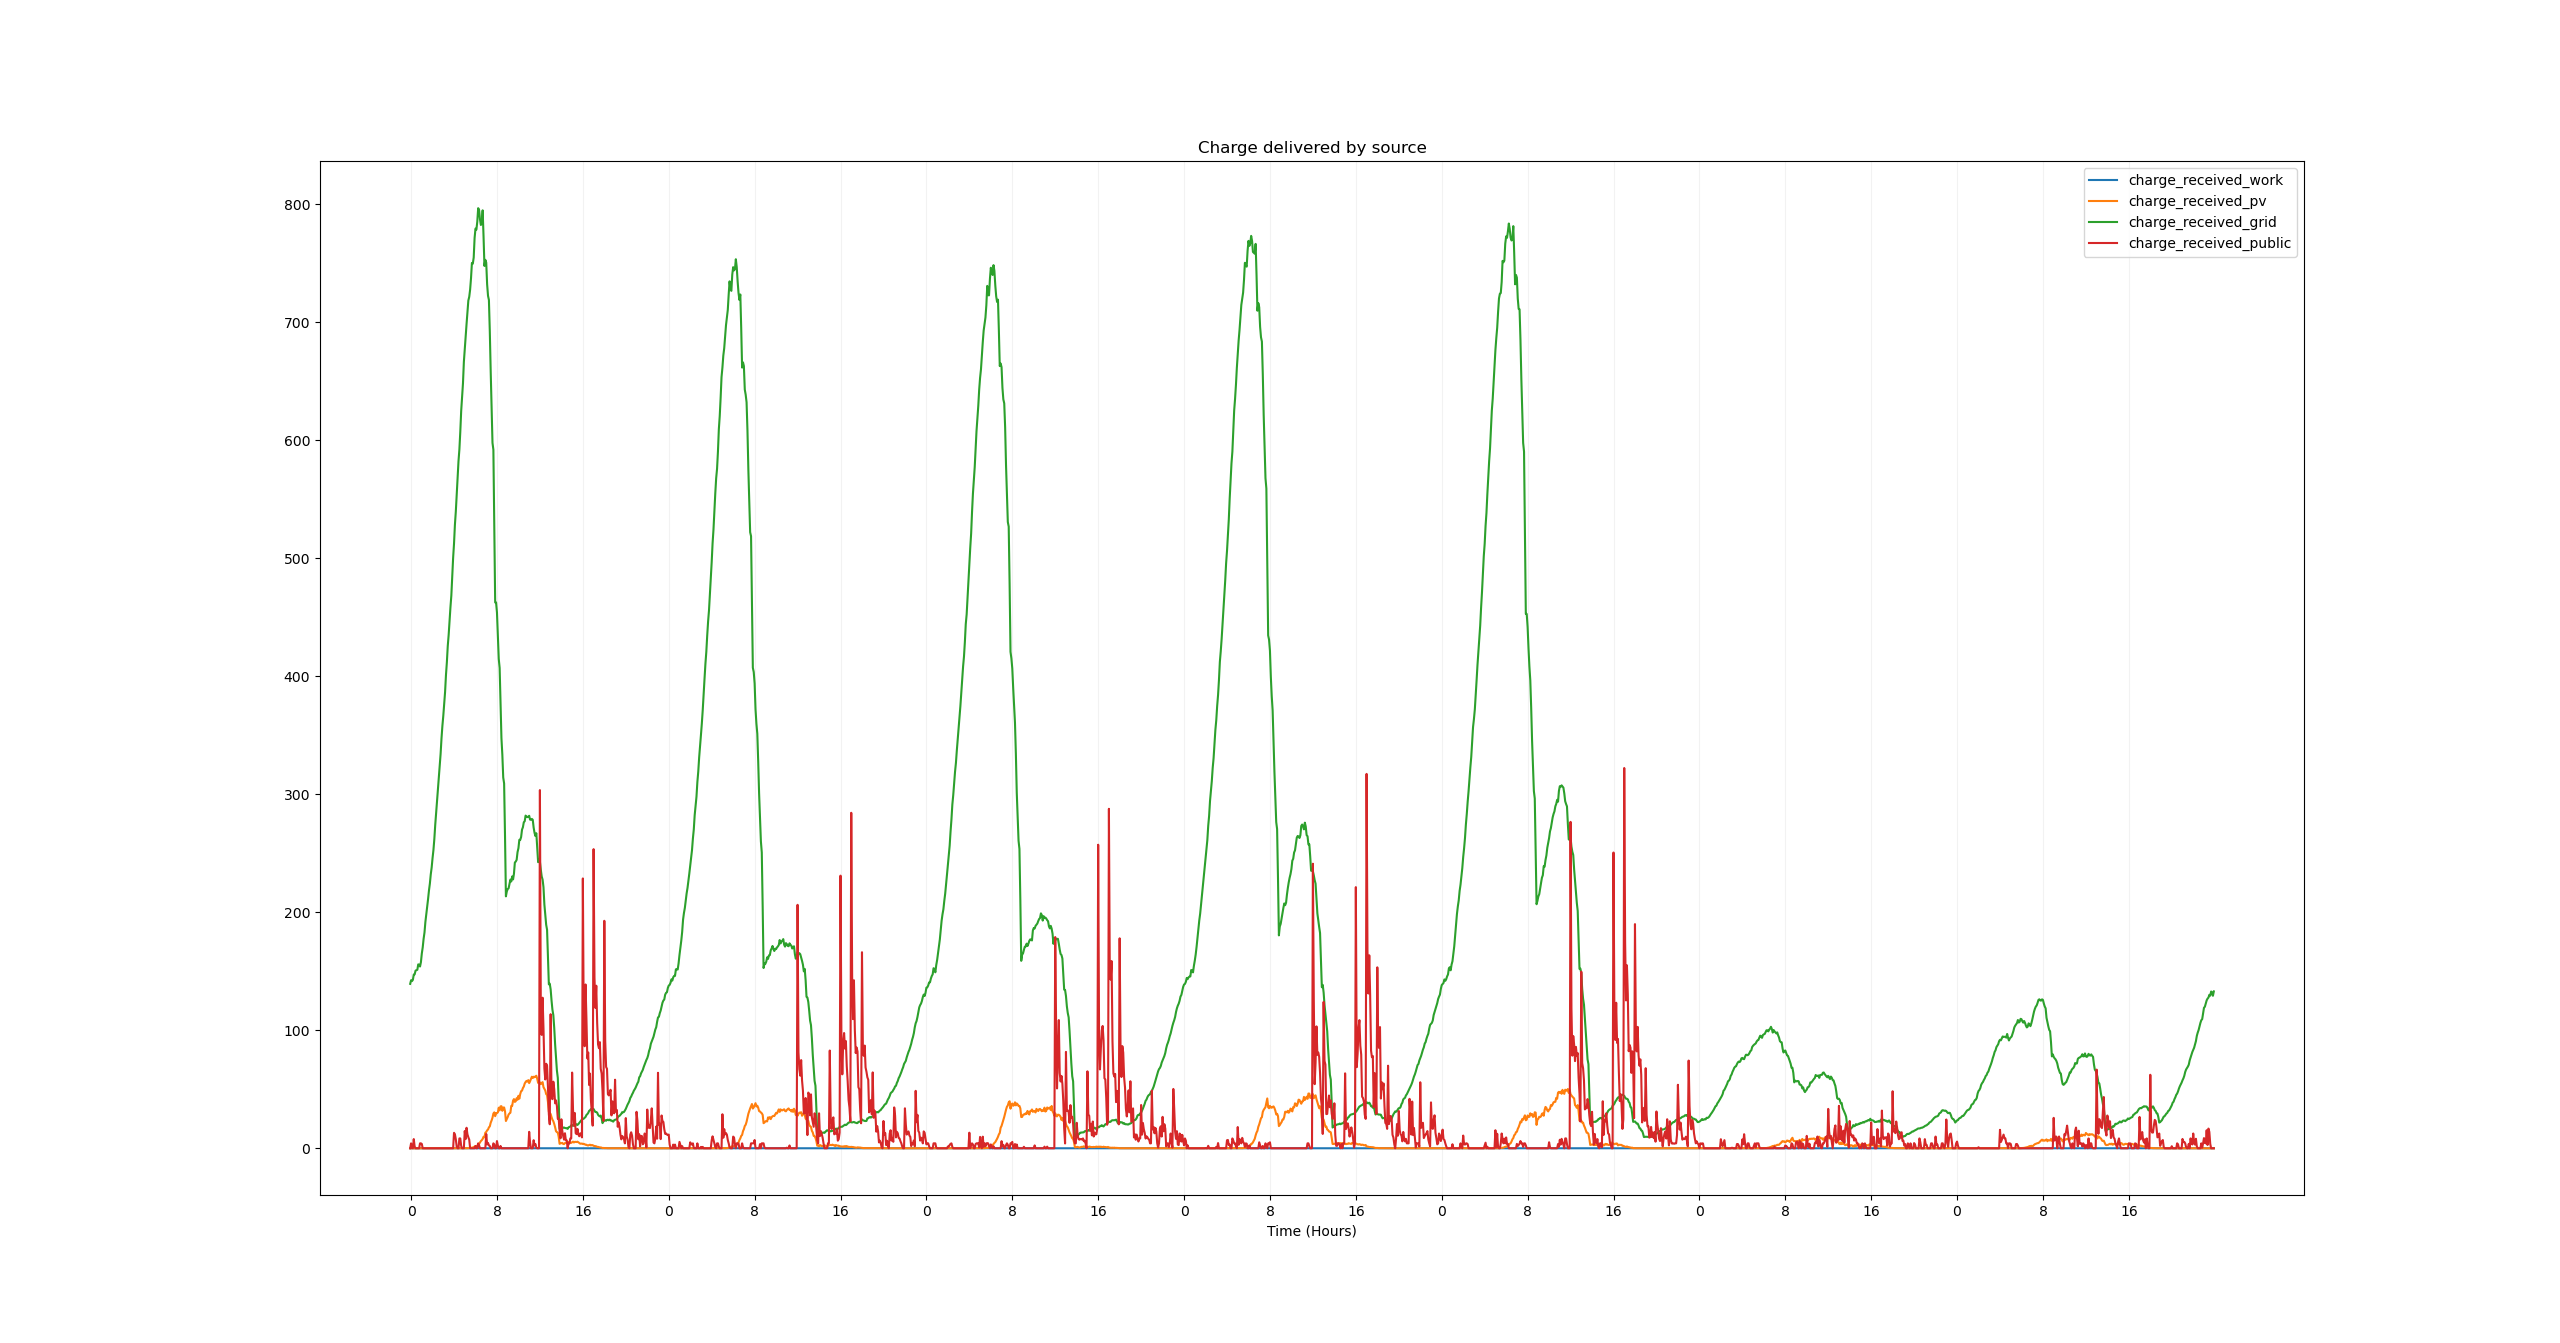 Charge delivered by source
charge_received_work
charge_received_pv
charge_received_grid
charge_received_public
800
700
600
500
400
300
200
100
0
0 8 16 0 8 16 0 8 16 0 8 16 0 8 16 0 8 16 0 8 16
Time (Hours)